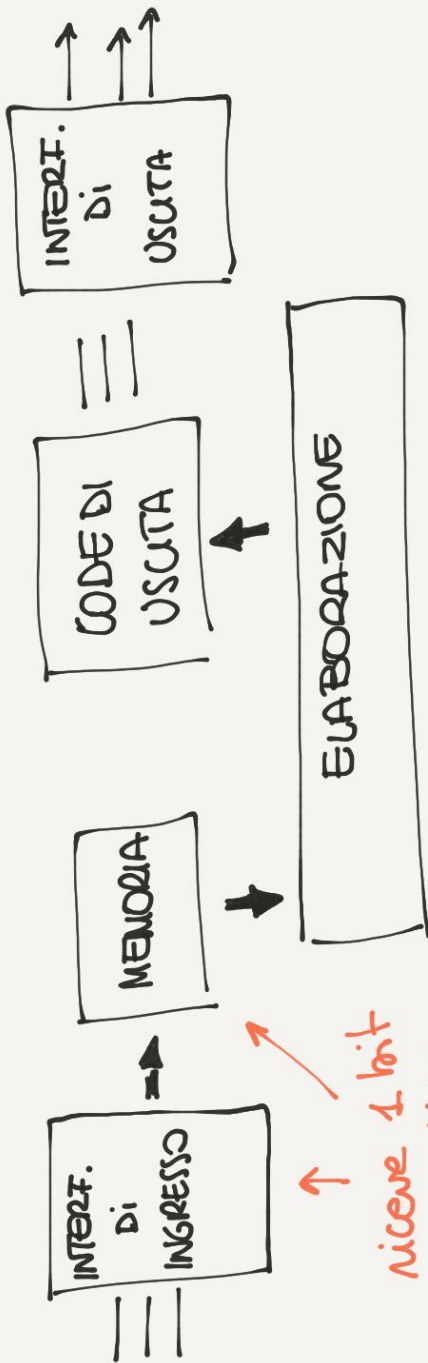 INTERF.
DI
INGRESSO
MEMORIA
CODE DI
USCITA
INTERF.
DI
USCITA
ELABORAZIONE
riceve 1 bit